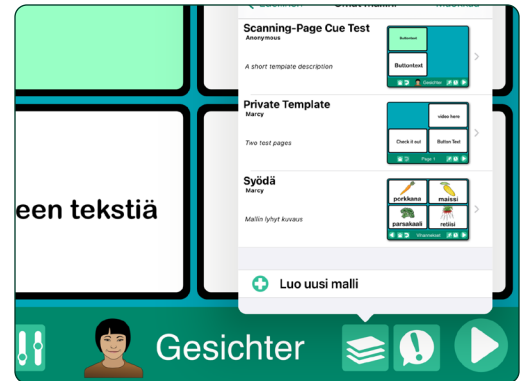 Scanning-Page Cue Test
Anonymous
A short template description
Buttontext
Buttontext
Gesichter
Private Template
Marcy
Two test pages
video here
Check it out
Button Text
Page 1
Syödä
Marcy
Mallin lyhyt kuvaus
porkkana
maissi
parsakaali
retiisi
Luo uusi malli
een tekstiä
Gesichter